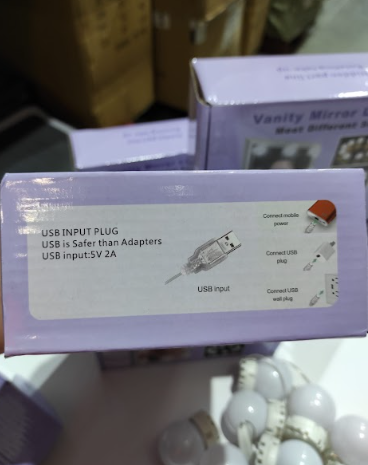 Vanity Mirror
Most Different
USB INPUT PLUG
USB is Safer than Adapters
USB input:5V 2A
USB input
Connect mobile
power
Connect USB
plug
Connect USB
wall plug